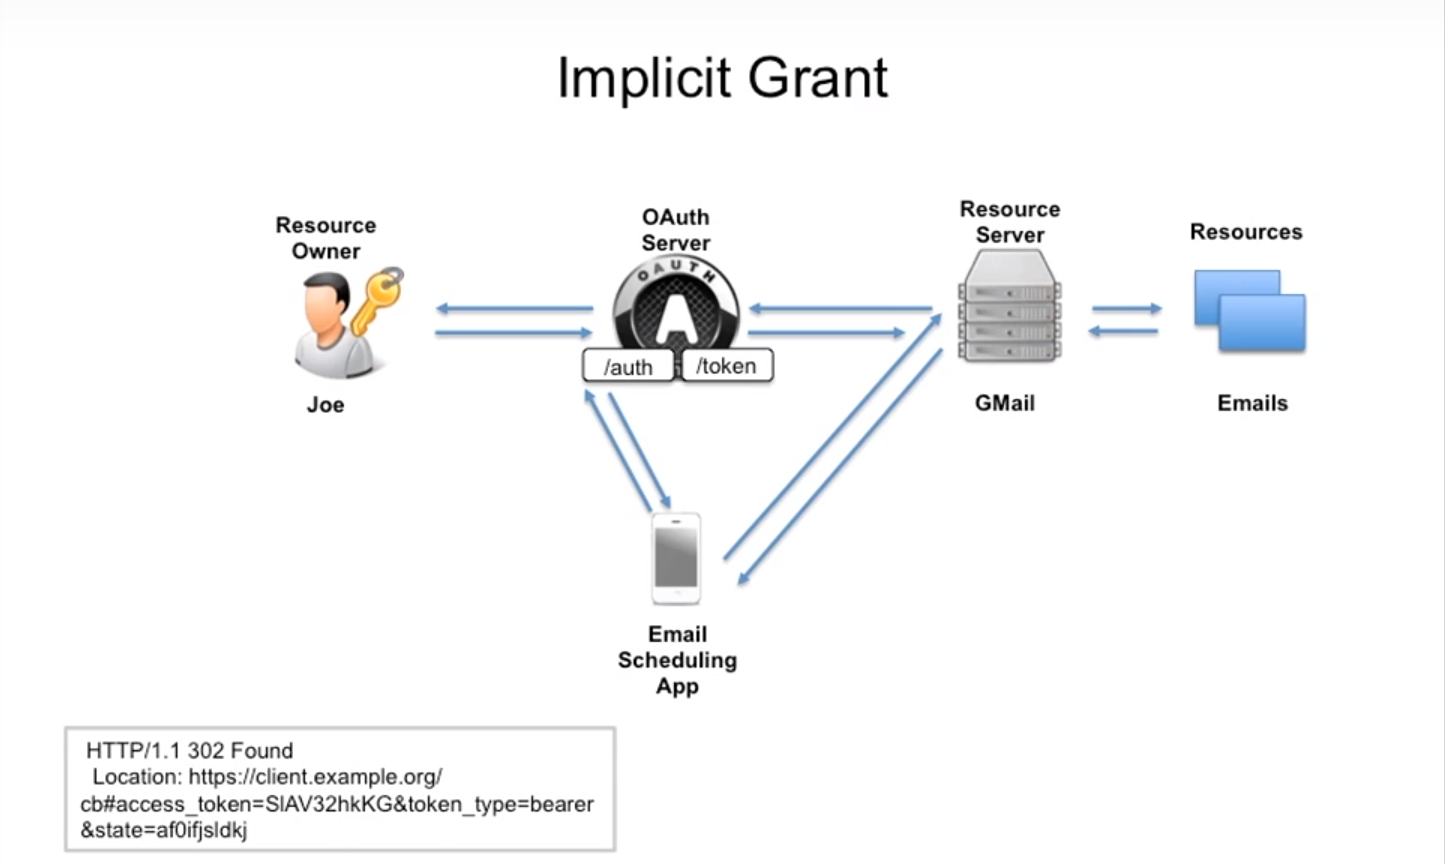 Implicit Grant
Resource
Owner
Joe
OAuth
Server
OAUTH
A
/auth
/token
Resource
Server
GMail
Resources
Emails
Email
Scheduling
App
HTTP/1.1 302 Found
Location: https://client.example.org/
cb#access_token=SlAV32hkKG&token_type=bearer
&state=af0ifjsldkj